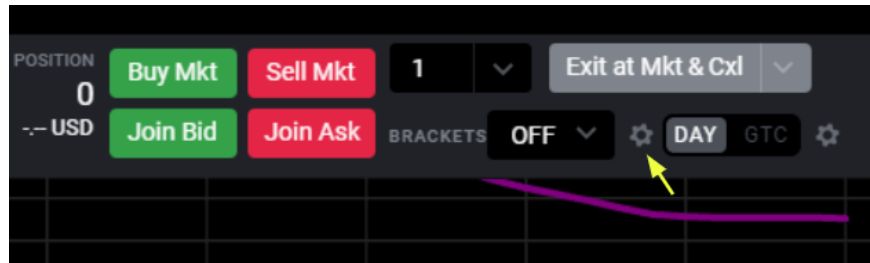 POSITION
0
-.-- USD
Buy Mkt
Sell Mkt
1
Exit at Mkt & Cxl
Join Bid
Join Ask
BRACKETS
OFF
DAY
GTC